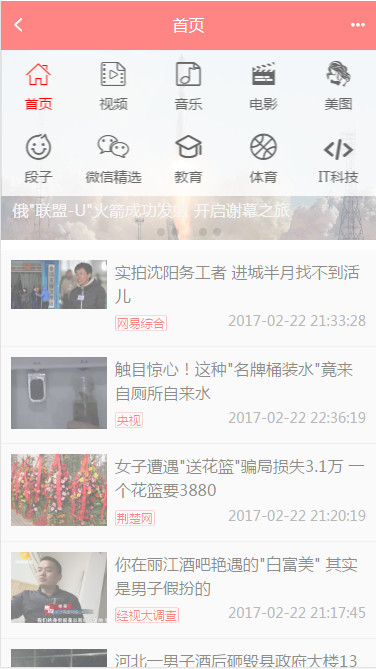 首页
首页 视频 音乐 电影 美图
段子 微信精选 教育 体育 IT科技
俄"联盟-U"火箭成功发射 开启谢幕之旅
实拍沈阳务工者 进城半月找不到活
儿
网易综合 2017-02-22 21:33:28
触目惊心！这种"名牌桶装水"竟来
自厕所自来水
央视 2017-02-22 22:36:19
女子遭遇"送花篮"骗局损失3.1万 一
个花篮要3880
荆楚网 2017-02-22 21:20:19
你在丽江酒吧艳遇的"白富美" 其实
是男子假扮的
经视大调查 2017-02-22 21:17:45
河北一男子酒后砸毁县政府大楼13